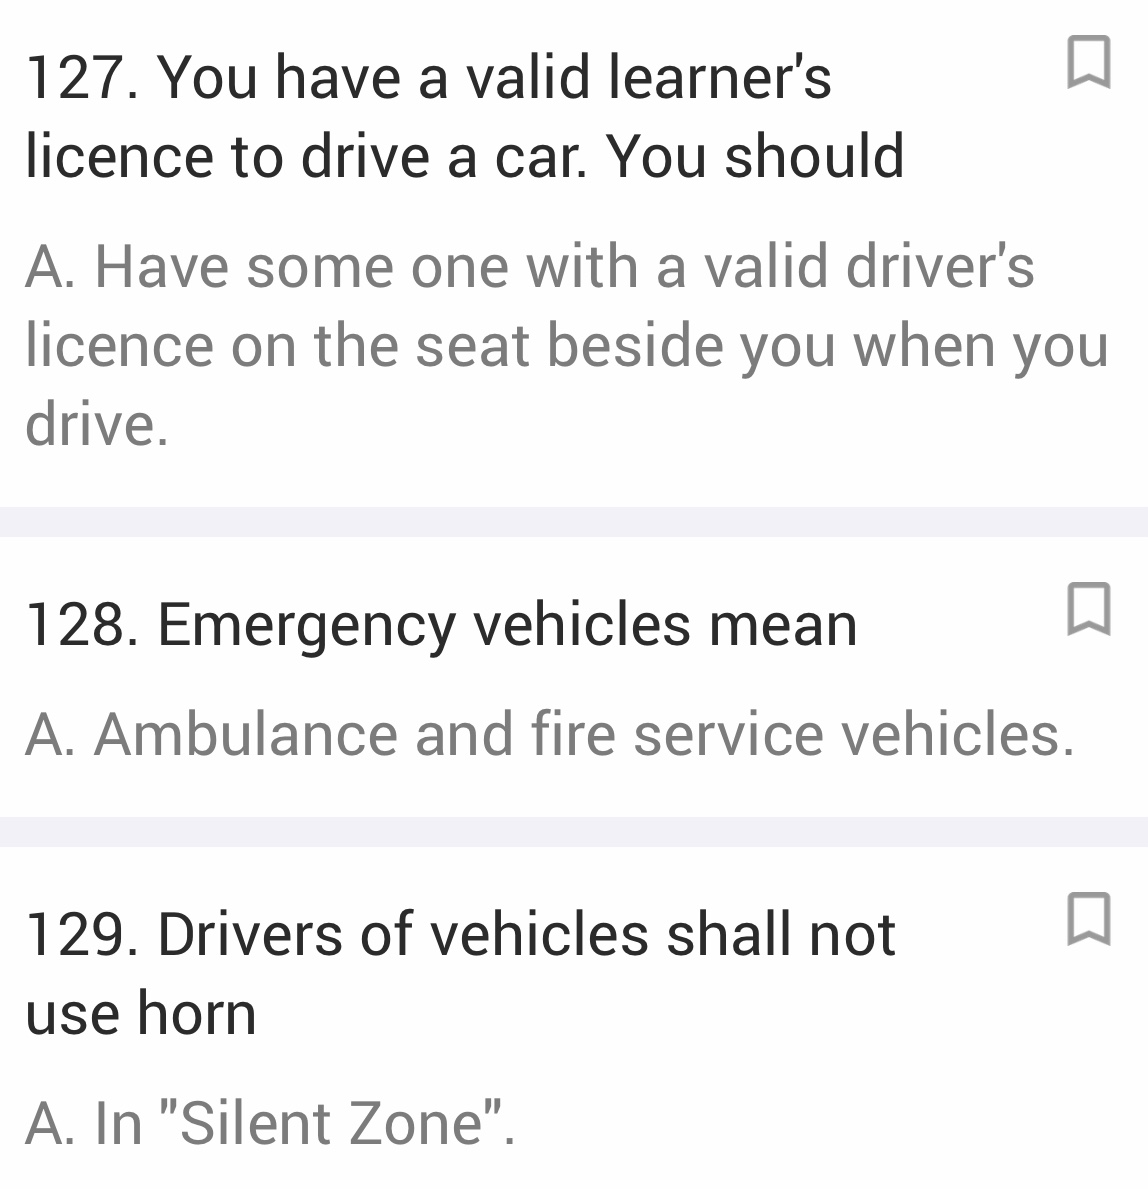 127. You have a valid learner's
licence to drive a car. You should
A. Have some one with a valid driver's
licence on the seat beside you when you
drive.
128. Emergency vehicles mean
A. Ambulance and fire service vehicles.
129. Drivers of vehicles shall not
use horn
A. In "Silent Zone".